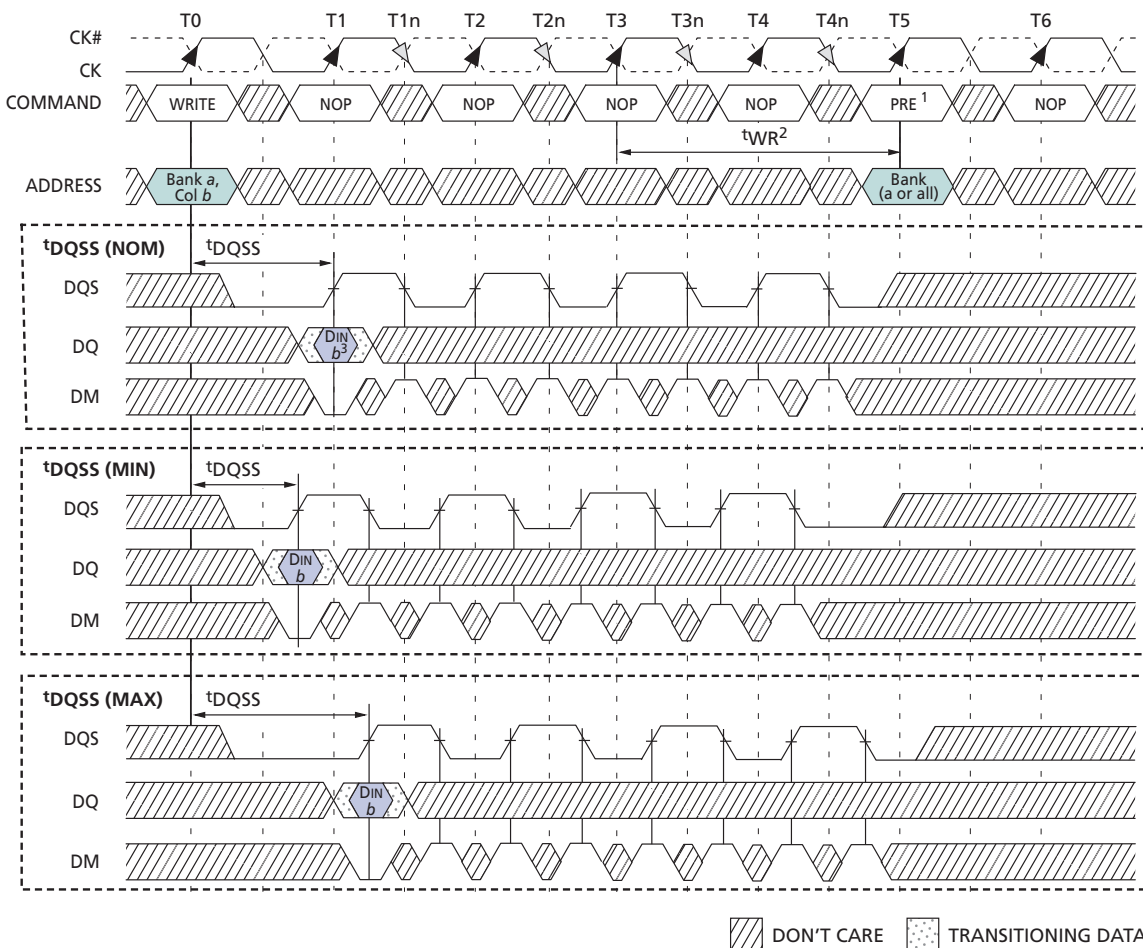 T0 T1 T1n T2 T2n T3 T3n T4 T4n T5 T6
CK#
CK
COMMAND WRITE NOP NOP NOP NOP PRE 1 NOP
tWR2
ADDRESS Bank a, Col b Bank (a or all)
tDQSS (NOM) tDQSS
DQS
DQ DIN b3
DM
tDQSS (MIN) tDQSS
DQS
DQ DIN b
DM
tDQSS (MAX) tDQSS
DQS
DQ DIN b
DM
DON'T CARE TRANSITIONING DATA